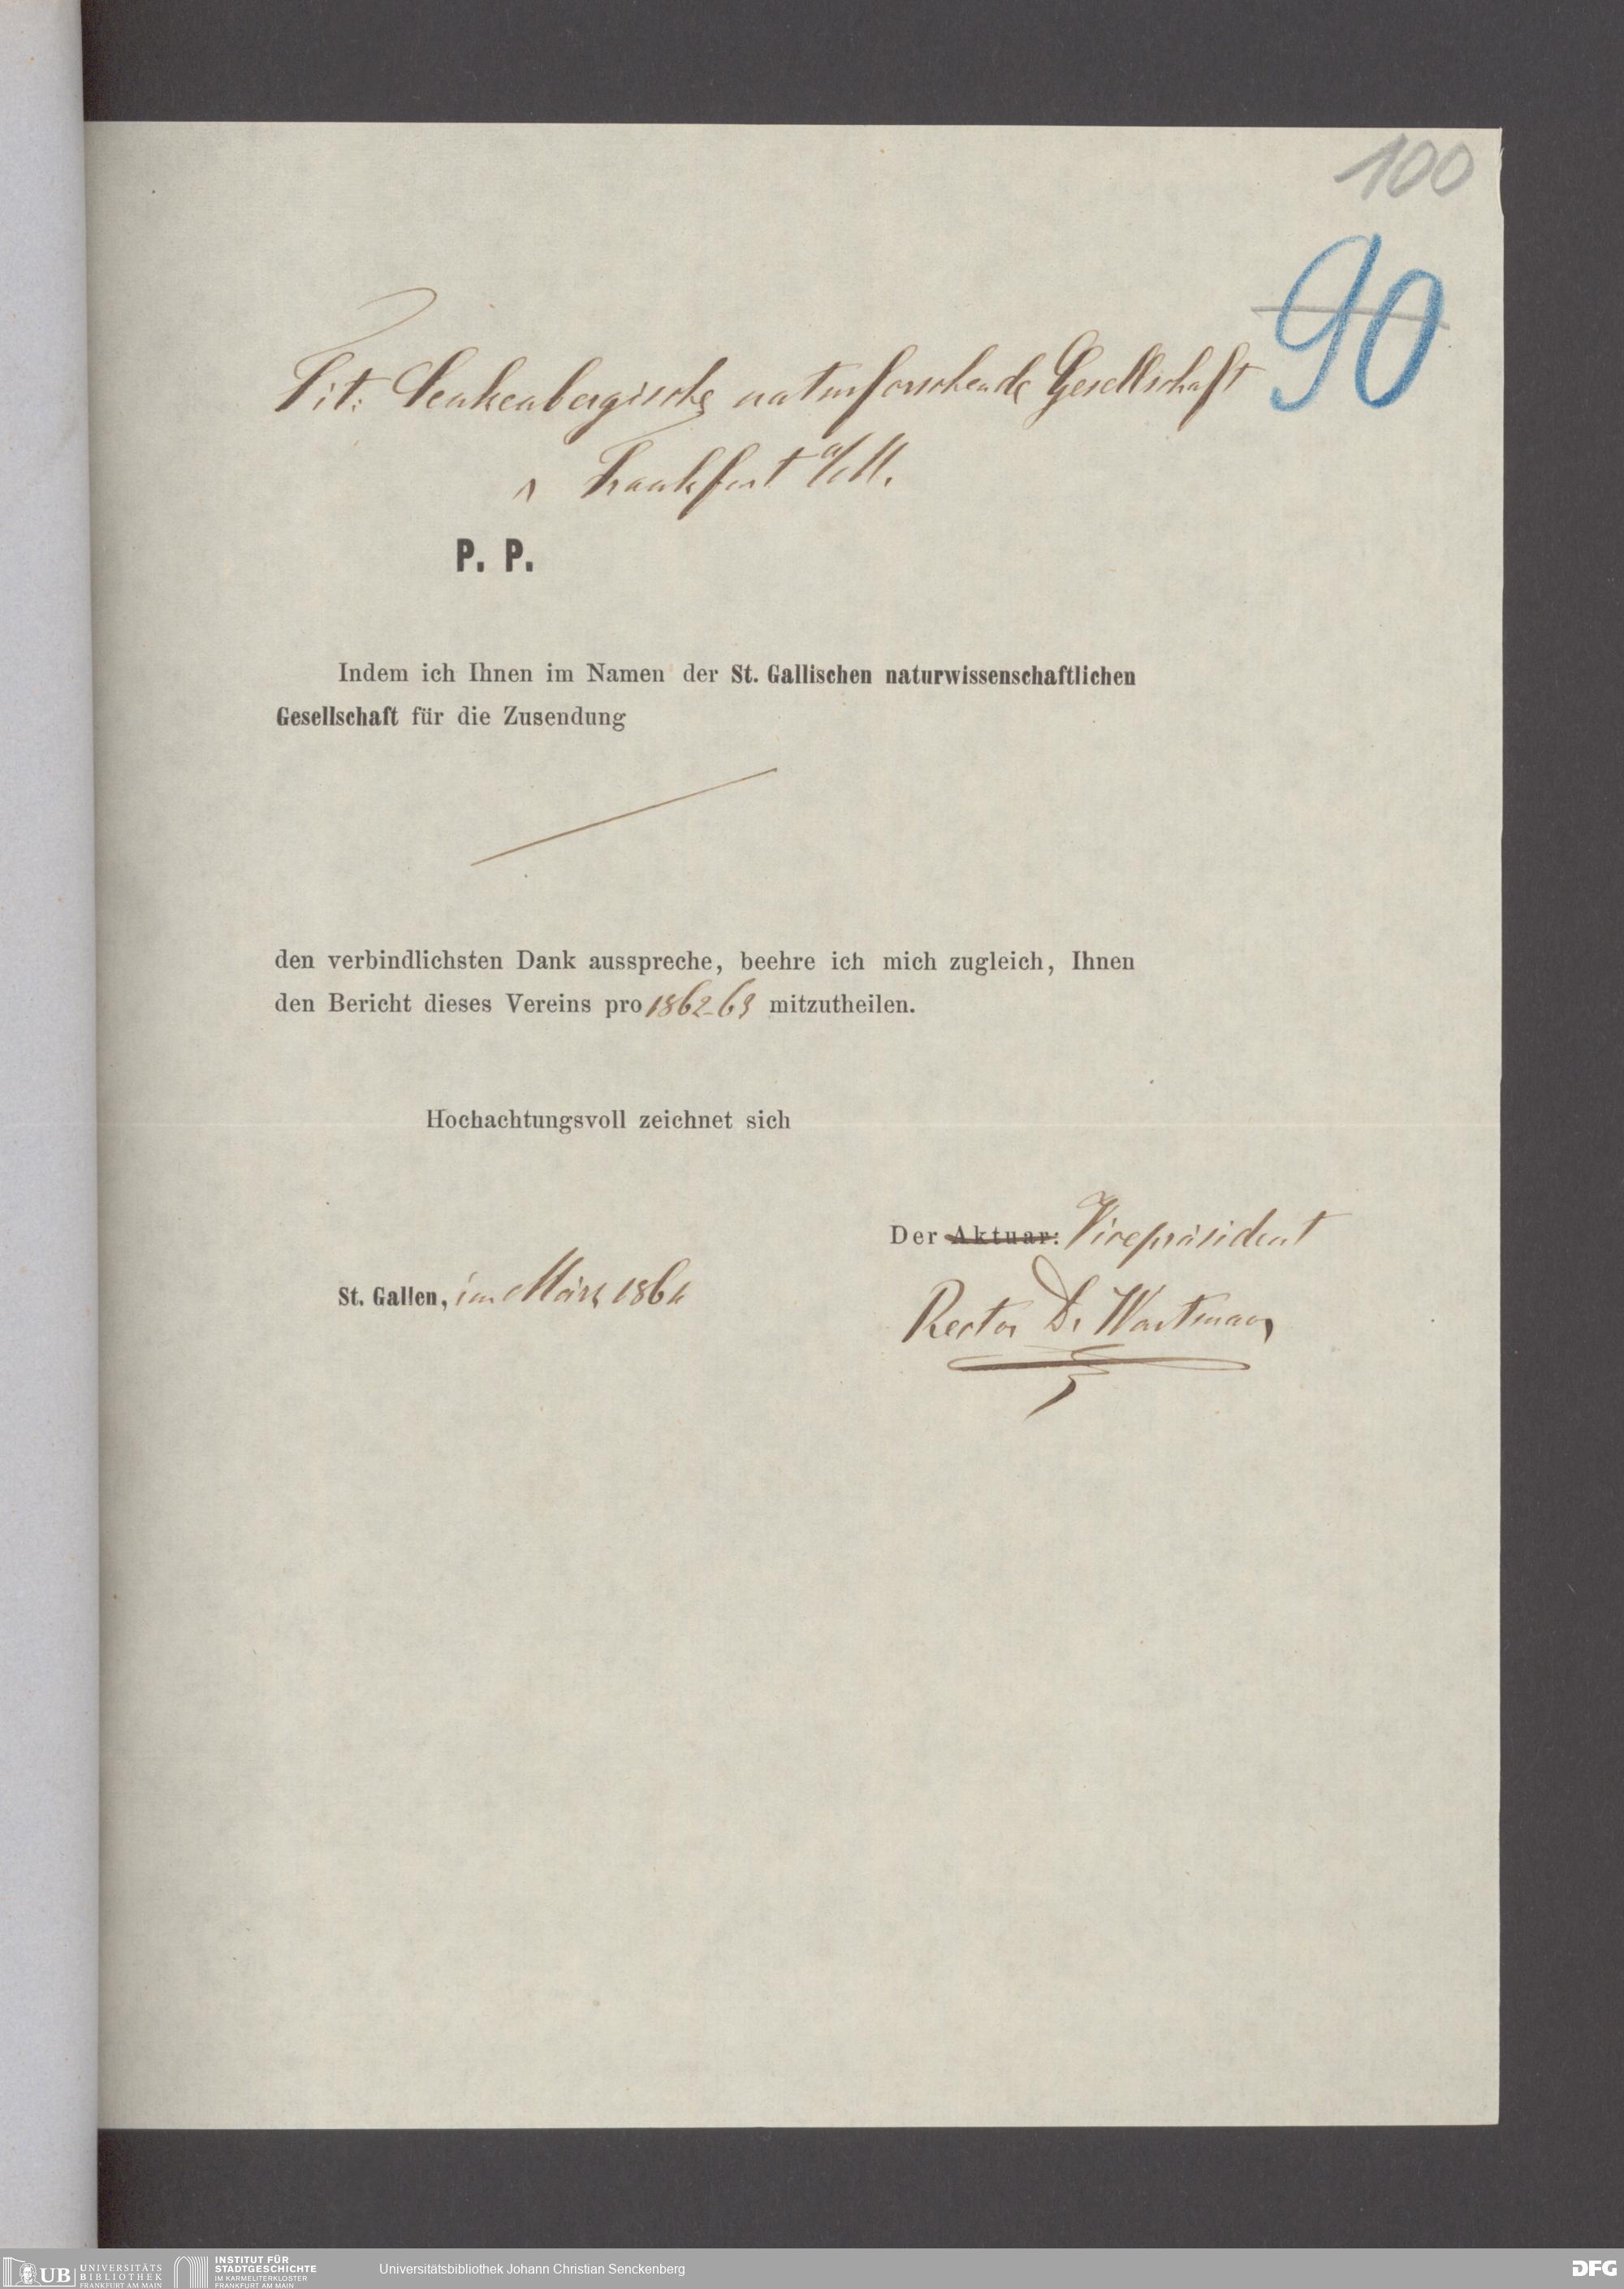 100
90
Tit. Senkenbergische naturforschende Gesellschaft
Frankfurt a/M.
P. P.
Indem ich Ihnen im Namen der St. Gallischen naturwissenschaftlichen
Gesellschaft für die Zusendung
den verbindlichsten Dank ausspreche, beehre ich mich zugleich, Ihnen
den Bericht dieses Vereins pro 1862-63 mitzutheilen.
Hochachtungsvoll zeichnet sich
Der Aktuar: Vicepräsident
St. Gallen, im März 1864
Rector Dr Wartmann
UB UNIVERSITÄTS
BIBLIOTHEK
FRANKFURT AM MAIN
INSTITUT FÜR
STADTGESCHICHTE
IM KARMELITERKLOSTER
FRANKFURT AM MAIN
Universitätsbibliothek Johann Christian Senckenberg
DFG